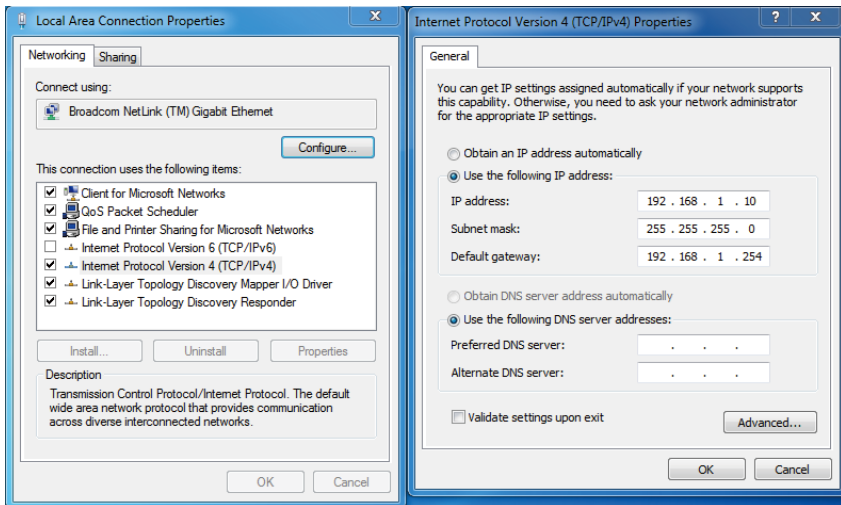 Local Area Connection Properties
Networking
Sharing
Connect using:
Broadcom NetLink (TM) Gigabit Ethernet
Configure...
This connection uses the following items:
Client for Microsoft Networks
QoS Packet Scheduler
File and Printer Sharing for Microsoft Networks
Internet Protocol Version 6 (TCP/IPv6)
Internet Protocol Version 4 (TCP/IPv4)
Link-Layer Topology Discovery Mapper I/O Driver
Link-Layer Topology Discovery Responder
Install...
Uninstall
Properties
Description
Transmission Control Protocol/Internet Protocol. The default
wide area network protocol that provides communication
across diverse interconnected networks.
OK
Cancel
Internet Protocol Version 4 (TCP/IPv4) Properties
General
You can get IP settings assigned automatically if your network supports
this capability. Otherwise, you need to ask your network administrator
for the appropriate IP settings.
Obtain an IP address automatically
Use the following IP address:
IP address: 192 . 168 . 1 . 10
Subnet mask: 255 . 255 . 255 . 0
Default gateway: 192 . 168 . 1 . 254
Obtain DNS server address automatically
Use the following DNS server addresses:
Preferred DNS server: . . .
Alternate DNS server: . . .
Validate settings upon exit
Advanced...
OK
Cancel